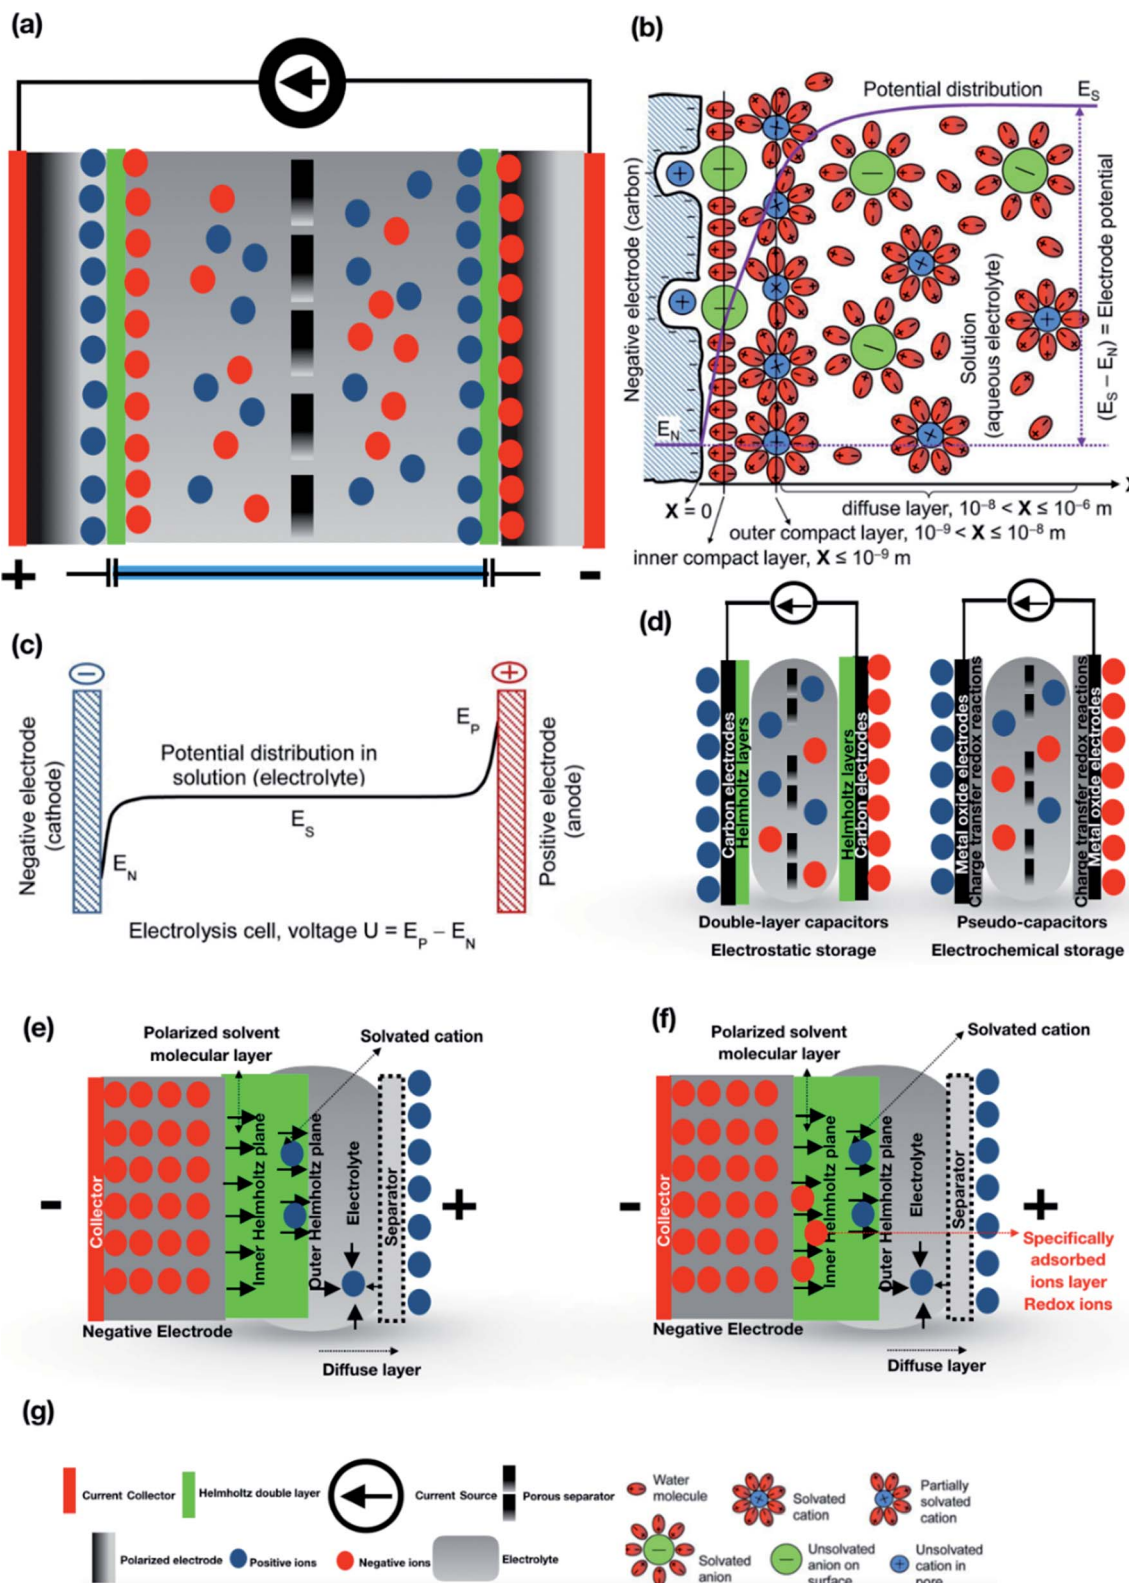 (a)
+
-
(b)
Potential distribution
E_S
Negative electrode (carbon)
Solution
(aqueous electrolyte)
(E_S – E_N) = Electrode potential
E_N
X
X = 0
diffuse layer, 10⁻⁸ < X ≤ 10⁻⁶ m
outer compact layer, 10⁻⁹ < X ≤ 10⁻⁸ m
inner compact layer, X ≤ 10⁻⁹ m
(c)
−
+
Negative electrode
(cathode)
E_P
Potential distribution in
solution (electrolyte)
E_S
E_N
Positive electrode
(anode)
Electrolysis cell, voltage U = E_P – E_N
(d)
Carbon electrodes
Helmholtz layers
Helmholtz layers
Carbon electrodes
Metal oxide electrodes
Charge transfer redox reactions
Charge transfer redox reactions
Metal oxide electrodes
Double-layer capacitors
Electrostatic storage
Pseudo-capacitors
Electrochemical storage
(e)
Polarized solvent
molecular layer
Solvated cation
-
Collector
Inner Helmholtz plane
Outer Helmholtz plane
Electrolyte
Separator
+
Negative Electrode
Diffuse layer
(f)
Polarized solvent
molecular layer
Solvated cation
-
Collector
Inner Helmholtz plane
Outer Helmholtz plane
Electrolyte
Separator
+
Specifically
adsorbed
ions layer
Redox ions
Negative Electrode
Diffuse layer
(g)
Current Collector
Helmholtz double layer
Current Source
Porous separator
Water
molecule
Solvated
cation
Partially
solvated
cation
Polarized electrode
Positive ions
Negative ions
Electrolyte
Solvated
anion
Unsolvated
anion on
surface
Unsolvated
cation in
pore